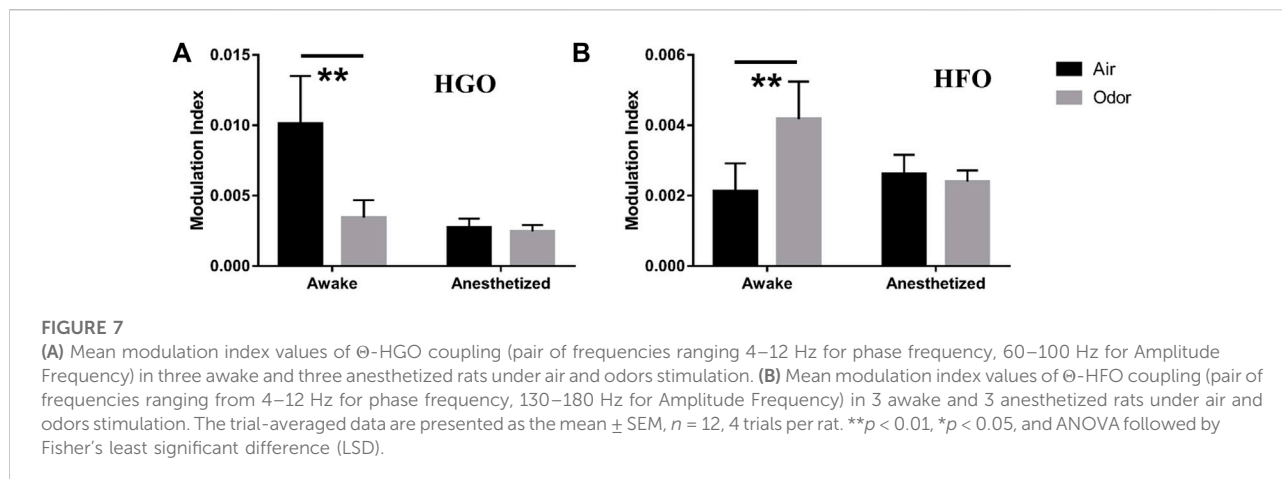 A
B
0.015
0.010
0.005
0.000
Modulation Index
**
HGO
Awake
Anesthetized
0.006
0.004
0.002
0.000
Modulation Index
**
HFO
Awake
Anesthetized
Air
Odor
FIGURE 7
(A) Mean modulation index values of Θ-HGO coupling (pair of frequencies ranging 4–12 Hz for phase frequency, 60–100 Hz for Amplitude
Frequency) in three awake and three anesthetized rats under air and odors stimulation. (B) Mean modulation index values of Θ-HFO coupling (pair of
frequencies ranging from 4–12 Hz for phase frequency, 130–180 Hz for Amplitude Frequency) in 3 awake and 3 anesthetized rats under air and
odors stimulation. The trial-averaged data are presented as the mean ± SEM, n = 12, 4 trials per rat. **p < 0.01, *p < 0.05, and ANOVA followed by
Fisher’s least significant difference (LSD).